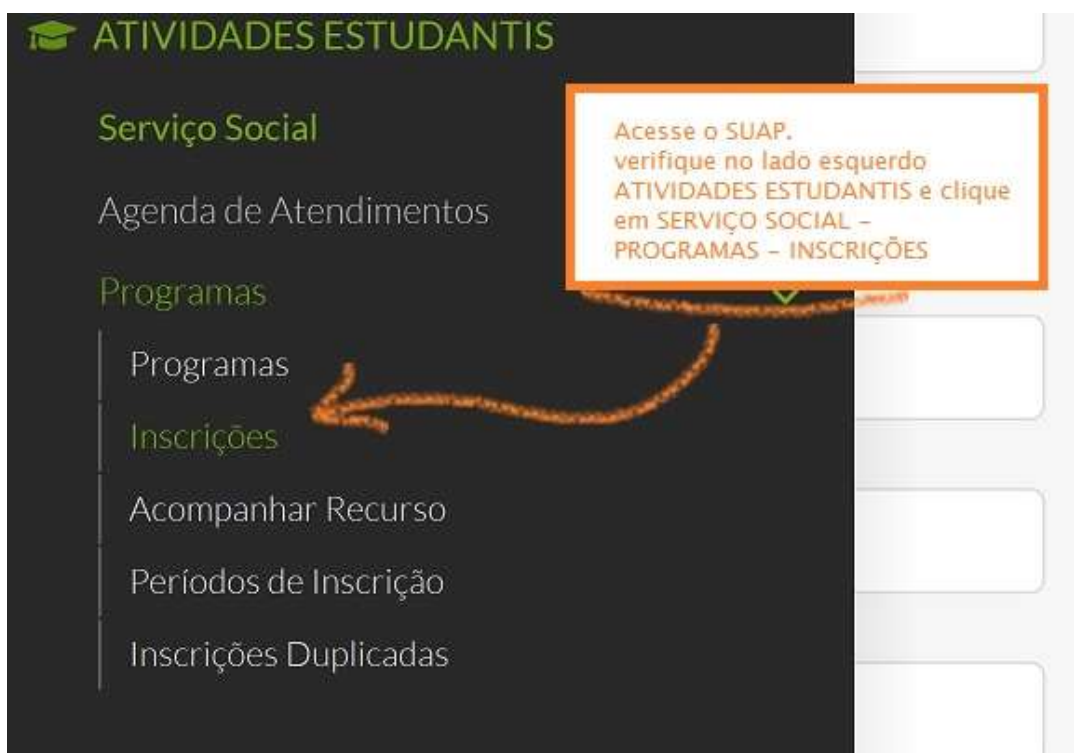 ATIVIDADES ESTUDANTIS
Serviço Social
Agenda de Atendimentos
Programas
Programas
Inscrições
Acompanhar Recurso
Períodos de Inscrição
Inscrições Duplicadas
Acesse o SUAP.
verifique no lado esquerdo
ATIVIDADES ESTUDANTIS e clique
em SERVIÇO SOCIAL –
PROGRAMAS – INSCRIÇÕES